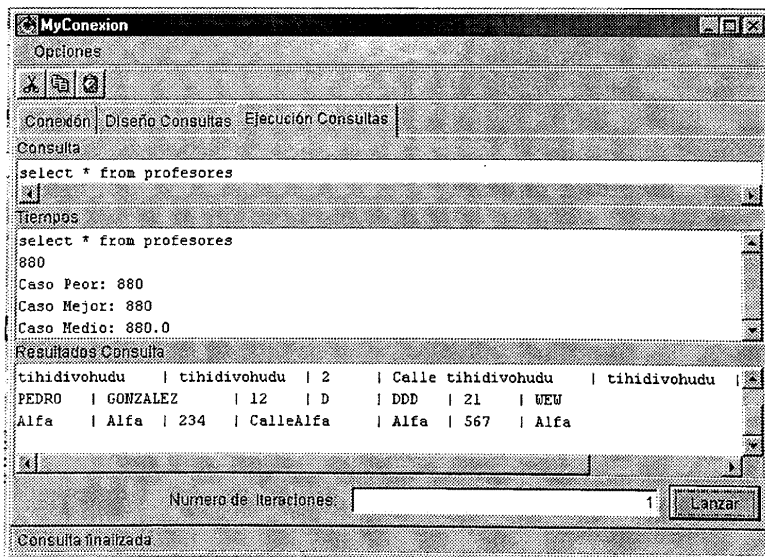 MyConexion
Opciones
Conexión Diseño Consultas Ejecución Consultas
Consulta
select * from profesores
Tiempos
select * from profesores
880
Caso Peor: 880
Caso Mejor: 880
Caso Medio: 880.0
Resultados Consulta
tihidivohudu | tihidivohudu | 2 | Calle tihidivohudu | tihidivohudu |
PEDRO | GONZALEZ | 12 | D | DDD | 21 | WEW
Alfa | Alfa | 234 | CalleAlfa | Alfa | 567 | Alfa
Numero de Iteraciones: 1 Lanzar
Consulta finalizada